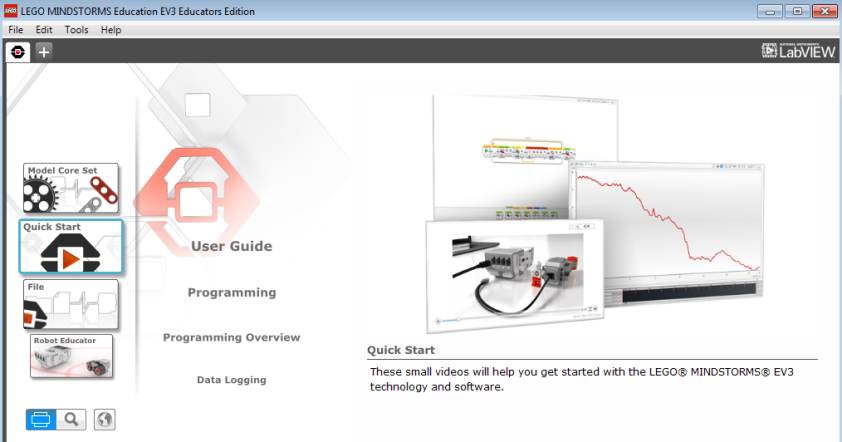 LEGO MINDSTORMS Education EV3 Educators Edition
File Edit Tools Help
NATIONAL INSTRUMENTS
LabVIEW
Model Core Set
Quick Start
File
Robot Educator
User Guide
Programming
Programming Overview
Data Logging
Quick Start
These small videos will help you get started with the LEGO® MINDSTORMS® EV3
technology and software.